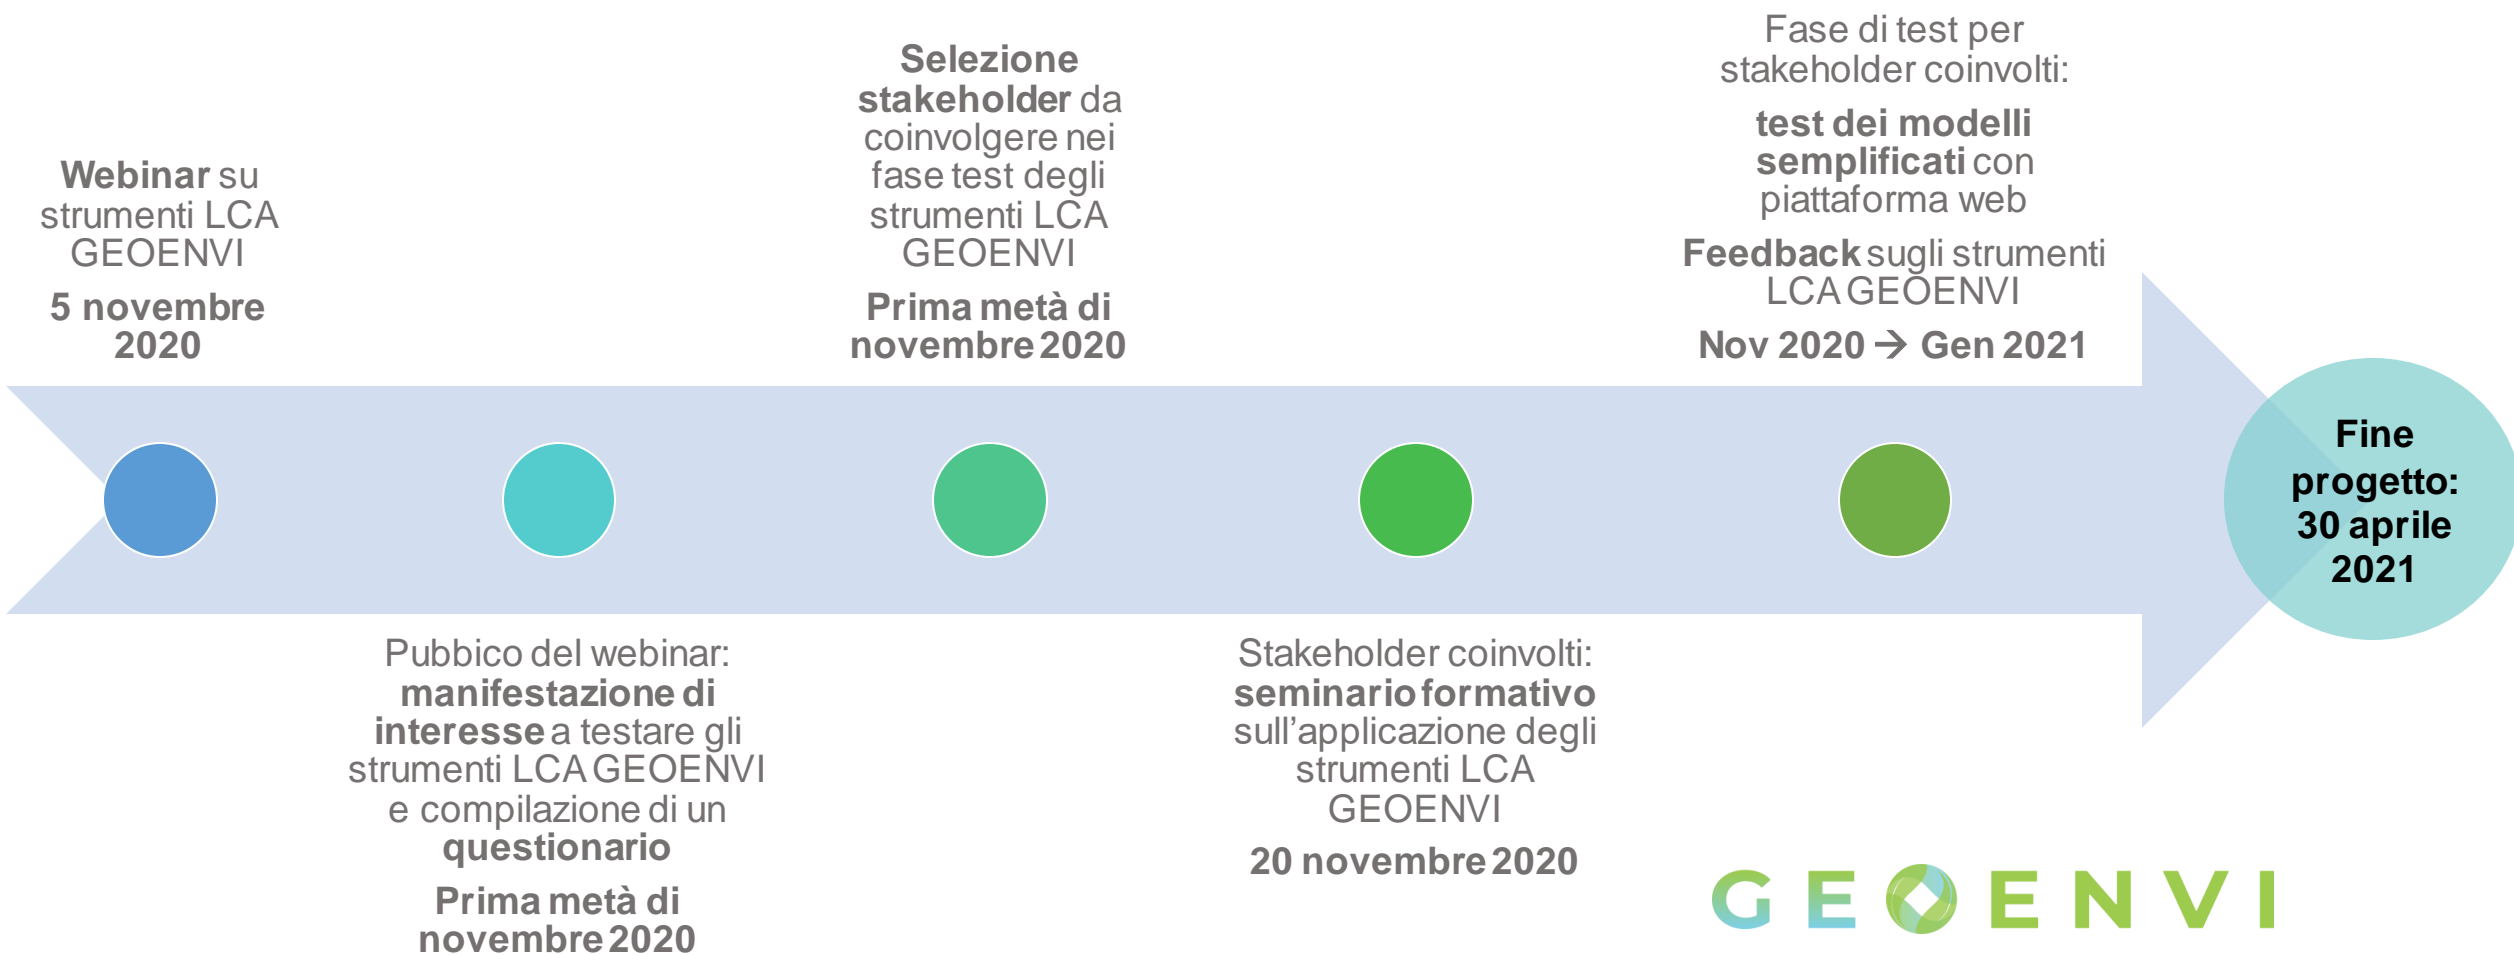 Webinar su
strumenti LCA
GEOENVI
5 novembre
2020
Pubbico del webinar:
manifestazione di
interesse a testare gli
strumenti LCA GEOENVI
e compilazione di un
questionario
Prima metà di
novembre 2020
Selezione
stakeholder da
coinvolgere nei
fase test degli
strumenti LCA
GEOENVI
Prima metà di
novembre 2020
Stakeholder coinvolti:
seminario formativo
sull’applicazione degli
strumenti LCA
GEOENVI
20 novembre 2020
Fase di test per
stakeholder coinvolti:
test dei modelli
semplificati con
piattaforma web
Feedback sugli strumenti
LCA GEOENVI
Nov 2020 → Gen 2021
Fine
progetto:
30 aprile
2021
GEOENVI